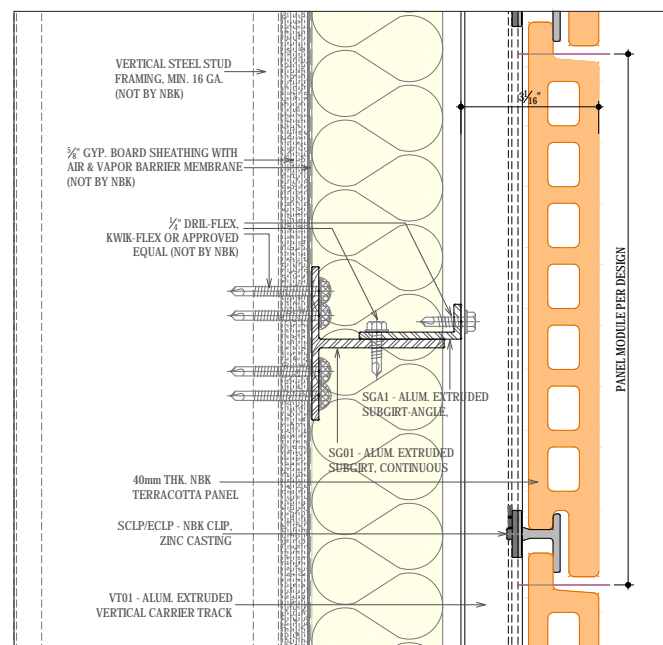 VERTICAL STEEL STUD
FRAMING, MIN. 16 GA.
(NOT BY NBK)
3 1/16"
⅝" GYP. BOARD SHEATHING WITH
AIR & VAPOR BARRIER MEMBRANE
(NOT BY NBK)
¼" DRIL-FLEX,
KWIK-FLEX OR APPROVED
EQUAL (NOT BY NBK)
PANEL MODULE PER DESIGN
SGA1 - ALUM. EXTRUDED
SUBGIRT-ANGLE,
SG01 - ALUM. EXTRUDED
SUBGIRT, CONTINUOUS
40mm THK. NBK
TERRACOTTA PANEL
SCLP/ECLP - NBK CLIP,
ZINC CASTING
VT01 - ALUM. EXTRUDED
VERTICAL CARRIER TRACK